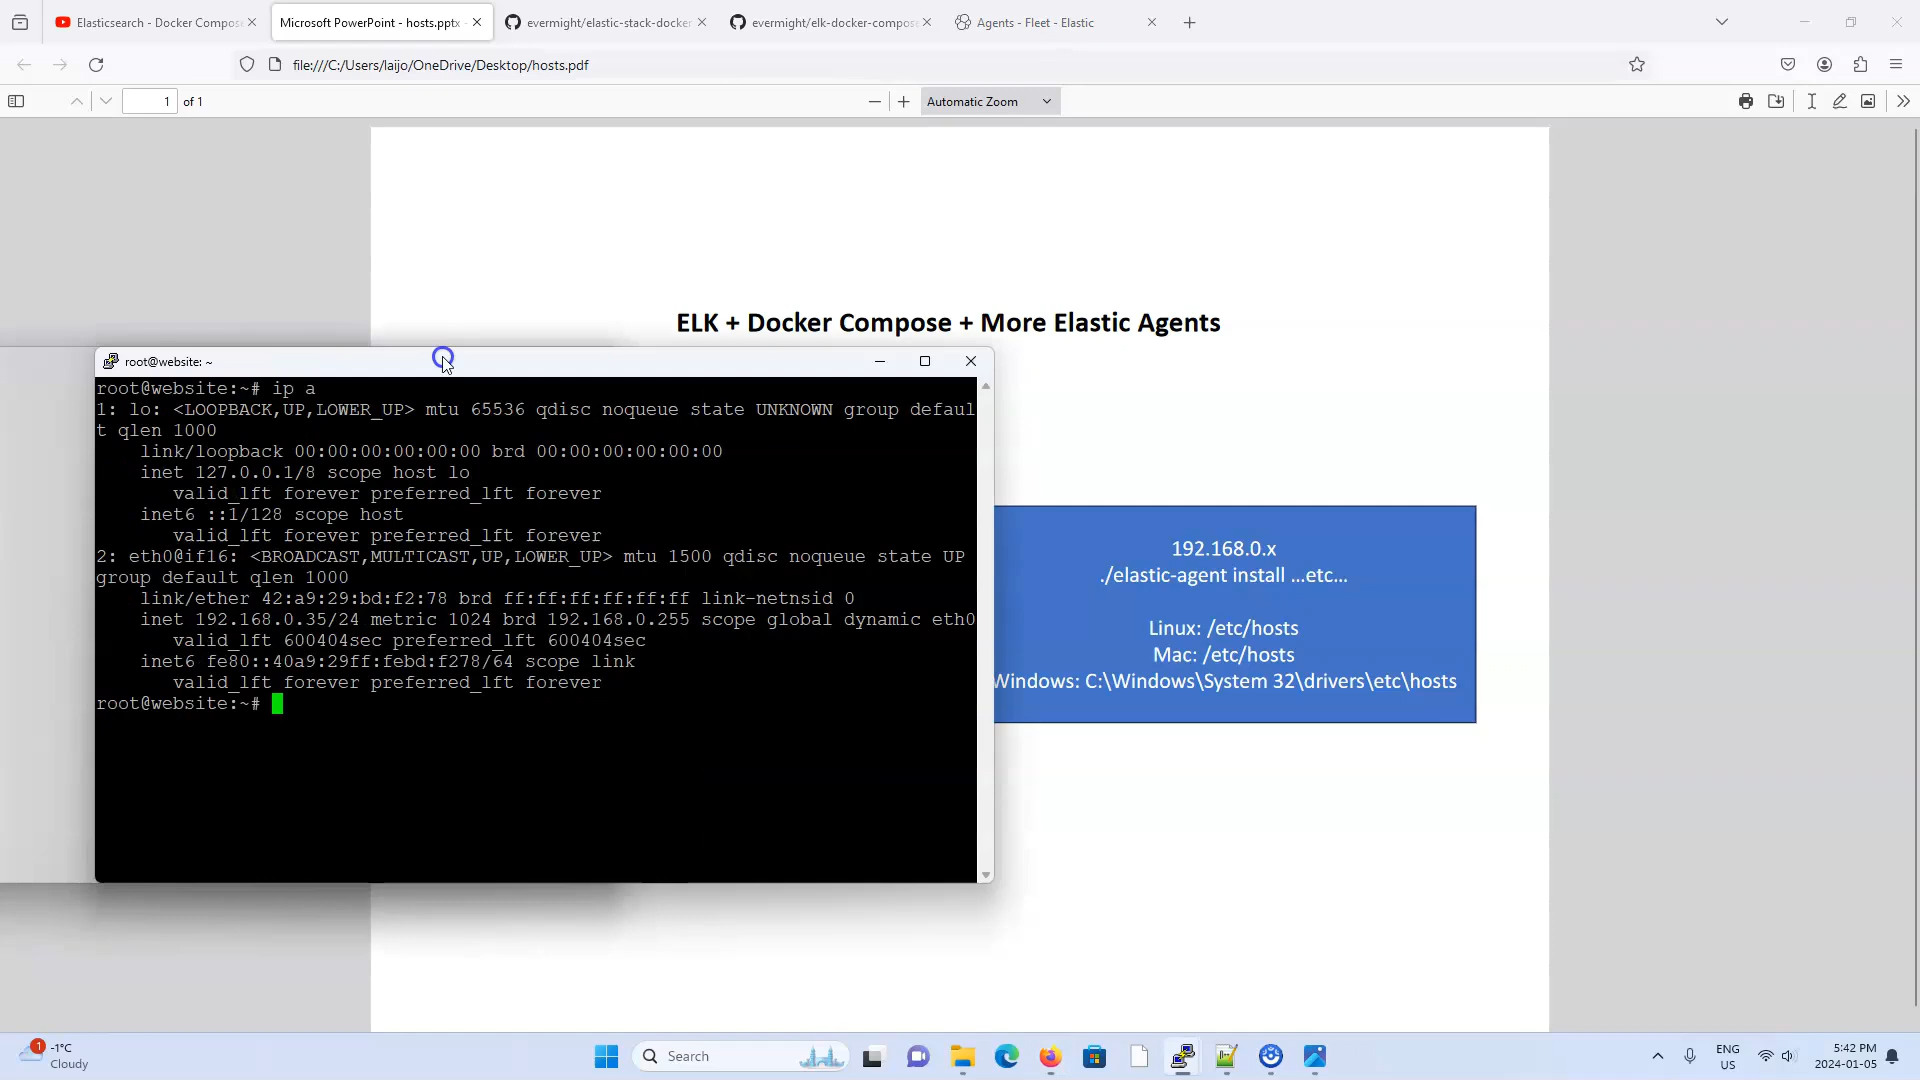 Elasticsearch - Docker Compos
Microsoft PowerPoint - hosts.pptx
evermight/elastic-stack-docker
evermight/elk-docker-compos
Agents - Fleet - Elastic
file:///C:/Users/laijo/OneDrive/Desktop/hosts.pdf
1 of 1
Automatic Zoom
ELK + Docker Compose + More Elastic Agents
root@website: ~
root@website:~# ip a
1: lo: <LOOPBACK,UP,LOWER_UP> mtu 65536 qdisc noqueue state UNKNOWN group defaul
t qlen 1000
link/loopback 00:00:00:00:00:00 brd 00:00:00:00:00:00
inet 127.0.0.1/8 scope host lo
valid_lft forever preferred_lft forever
inet6 ::1/128 scope host
valid_lft forever preferred_lft forever
2: eth0@if16: <BROADCAST,MULTICAST,UP,LOWER_UP> mtu 1500 qdisc noqueue state UP
group default qlen 1000
link/ether 42:a9:29:bd:f2:78 brd ff:ff:ff:ff:ff:ff link-netnsid 0
inet 192.168.0.35/24 metric 1024 brd 192.168.0.255 scope global dynamic eth0
valid_lft 600404sec preferred_lft 600404sec
inet6 fe80::40a9:29ff:febd:f278/64 scope link
valid_lft forever preferred_lft forever
root@website:~#
192.168.0.x
./elastic-agent install ...etc...
Linux: /etc/hosts
Mac: /etc/hosts
Windows: C:\Windows\System 32\drivers\etc\hosts
1
-1°C
Cloudy
Search
ENG
US
5:42 PM
2024-01-05